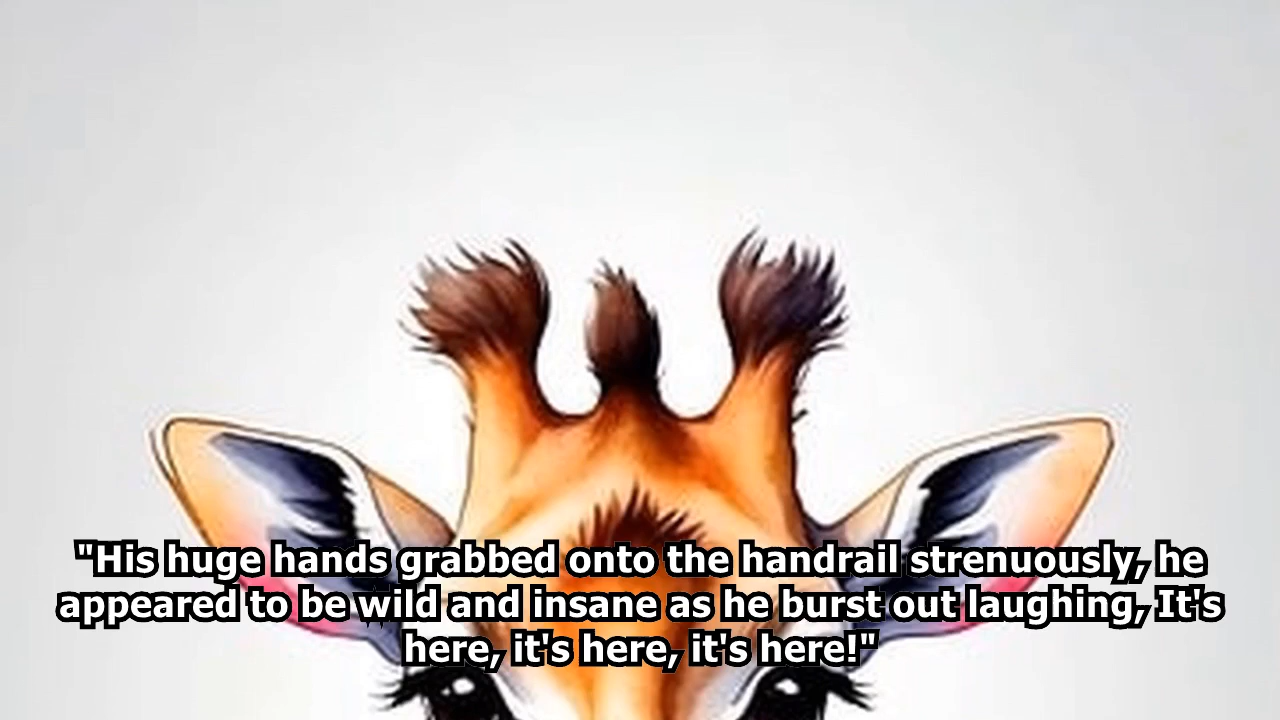 "His huge hands grabbed onto the handrail strenuously, he
appeared to be wild and insane as he burst out laughing, It's
here, it's here, it's here!"